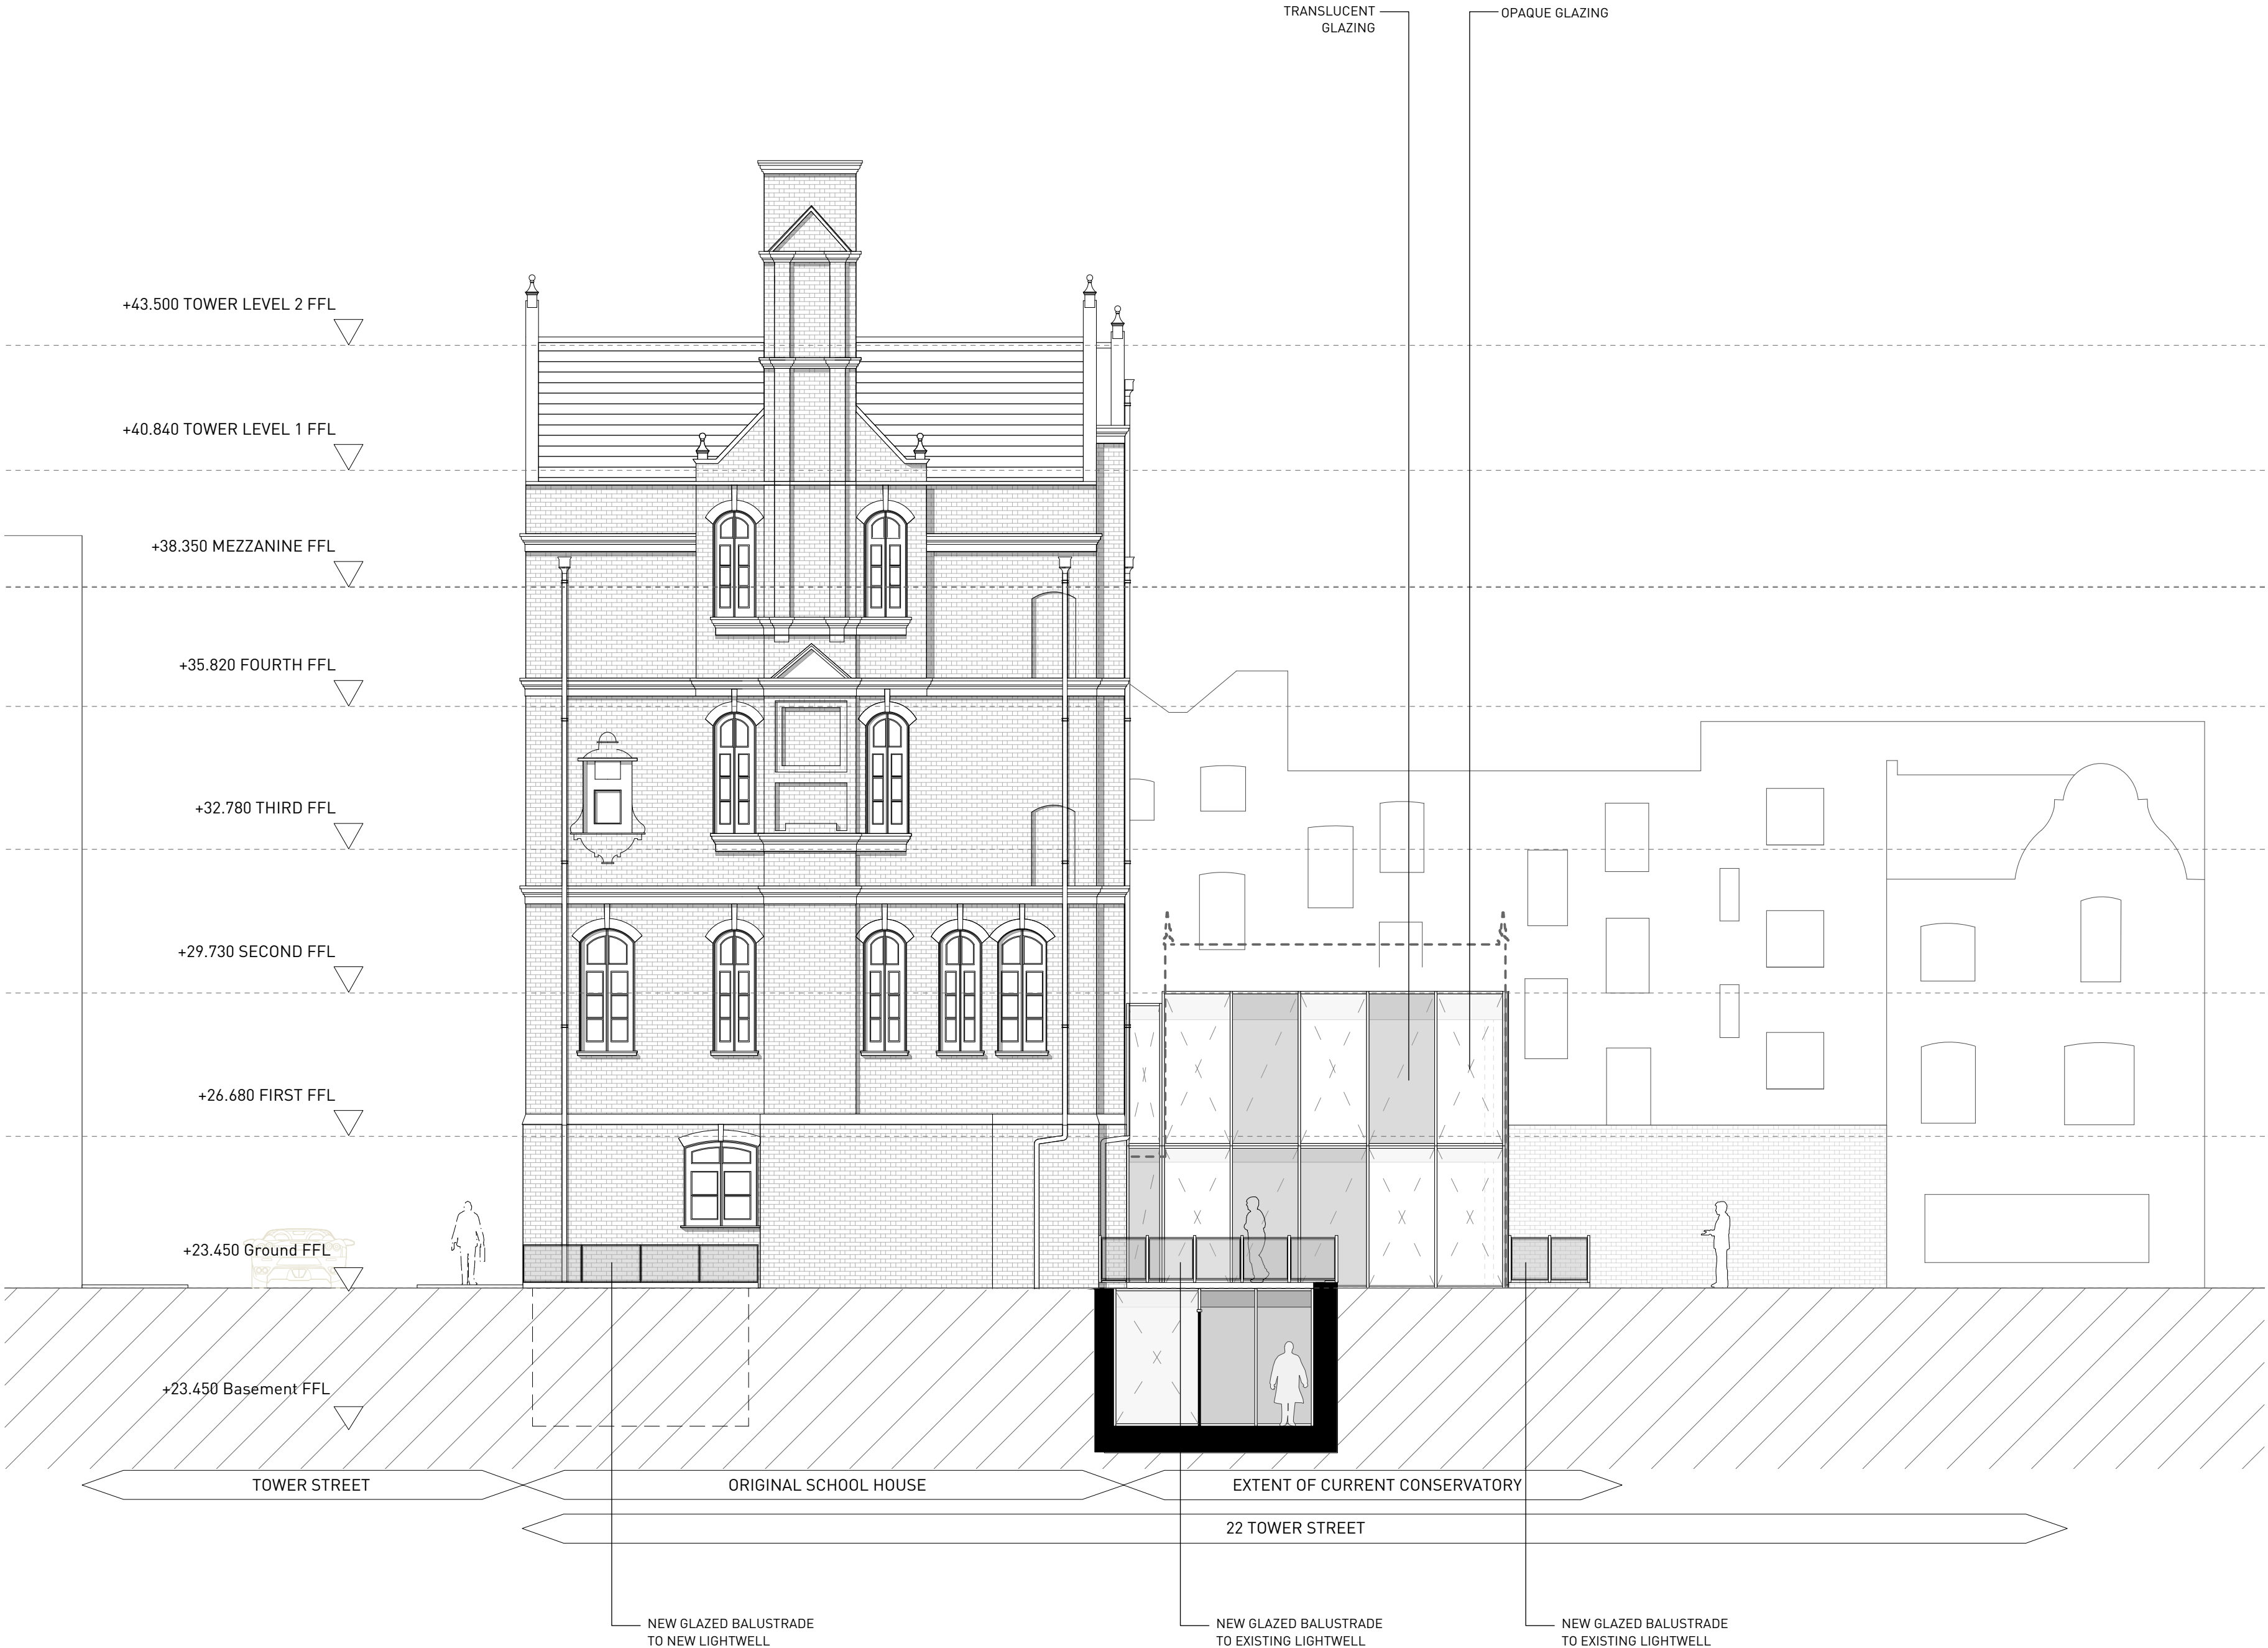 TRANSLUCENT
GLAZING
OPAQUE GLAZING
+43.500 TOWER LEVEL 2 FFL
+40.840 TOWER LEVEL 1 FFL
+38.350 MEZZANINE FFL
+35.820 FOURTH FFL
+32.780 THIRD FFL
+29.730 SECOND FFL
+26.680 FIRST FFL
+23.450 Ground FFL
+23.450 Basement FFL
TOWER STREET
ORIGINAL SCHOOL HOUSE
EXTENT OF CURRENT CONSERVATORY
22 TOWER STREET
NEW GLAZED BALUSTRADE
TO NEW LIGHTWELL
NEW GLAZED BALUSTRADE
TO EXISTING LIGHTWELL
NEW GLAZED BALUSTRADE
TO EXISTING LIGHTWELL